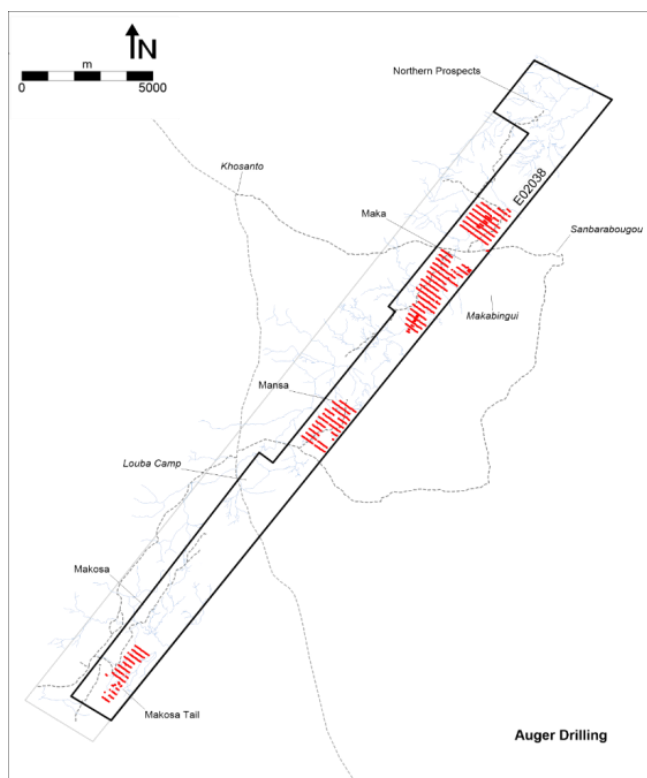 N
m
0 5000
Northern Prospects
Khosanto
E02038
Maka
Sanbarabougou
Makabingui
Mansa
Louba Camp
Makosa
Makosa Tail
Auger Drilling